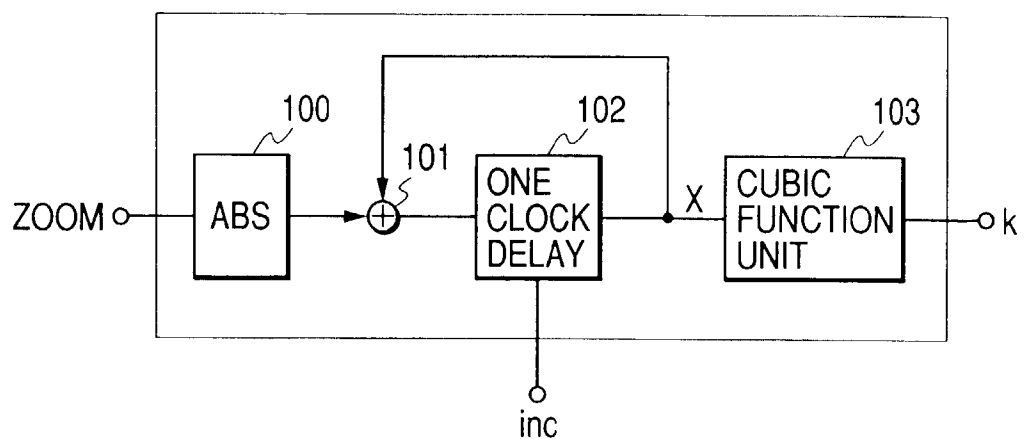 100
101
102
103
ZOOM
ABS
+
ONE
CLOCK
DELAY
X
CUBIC
FUNCTION
UNIT
k
inc